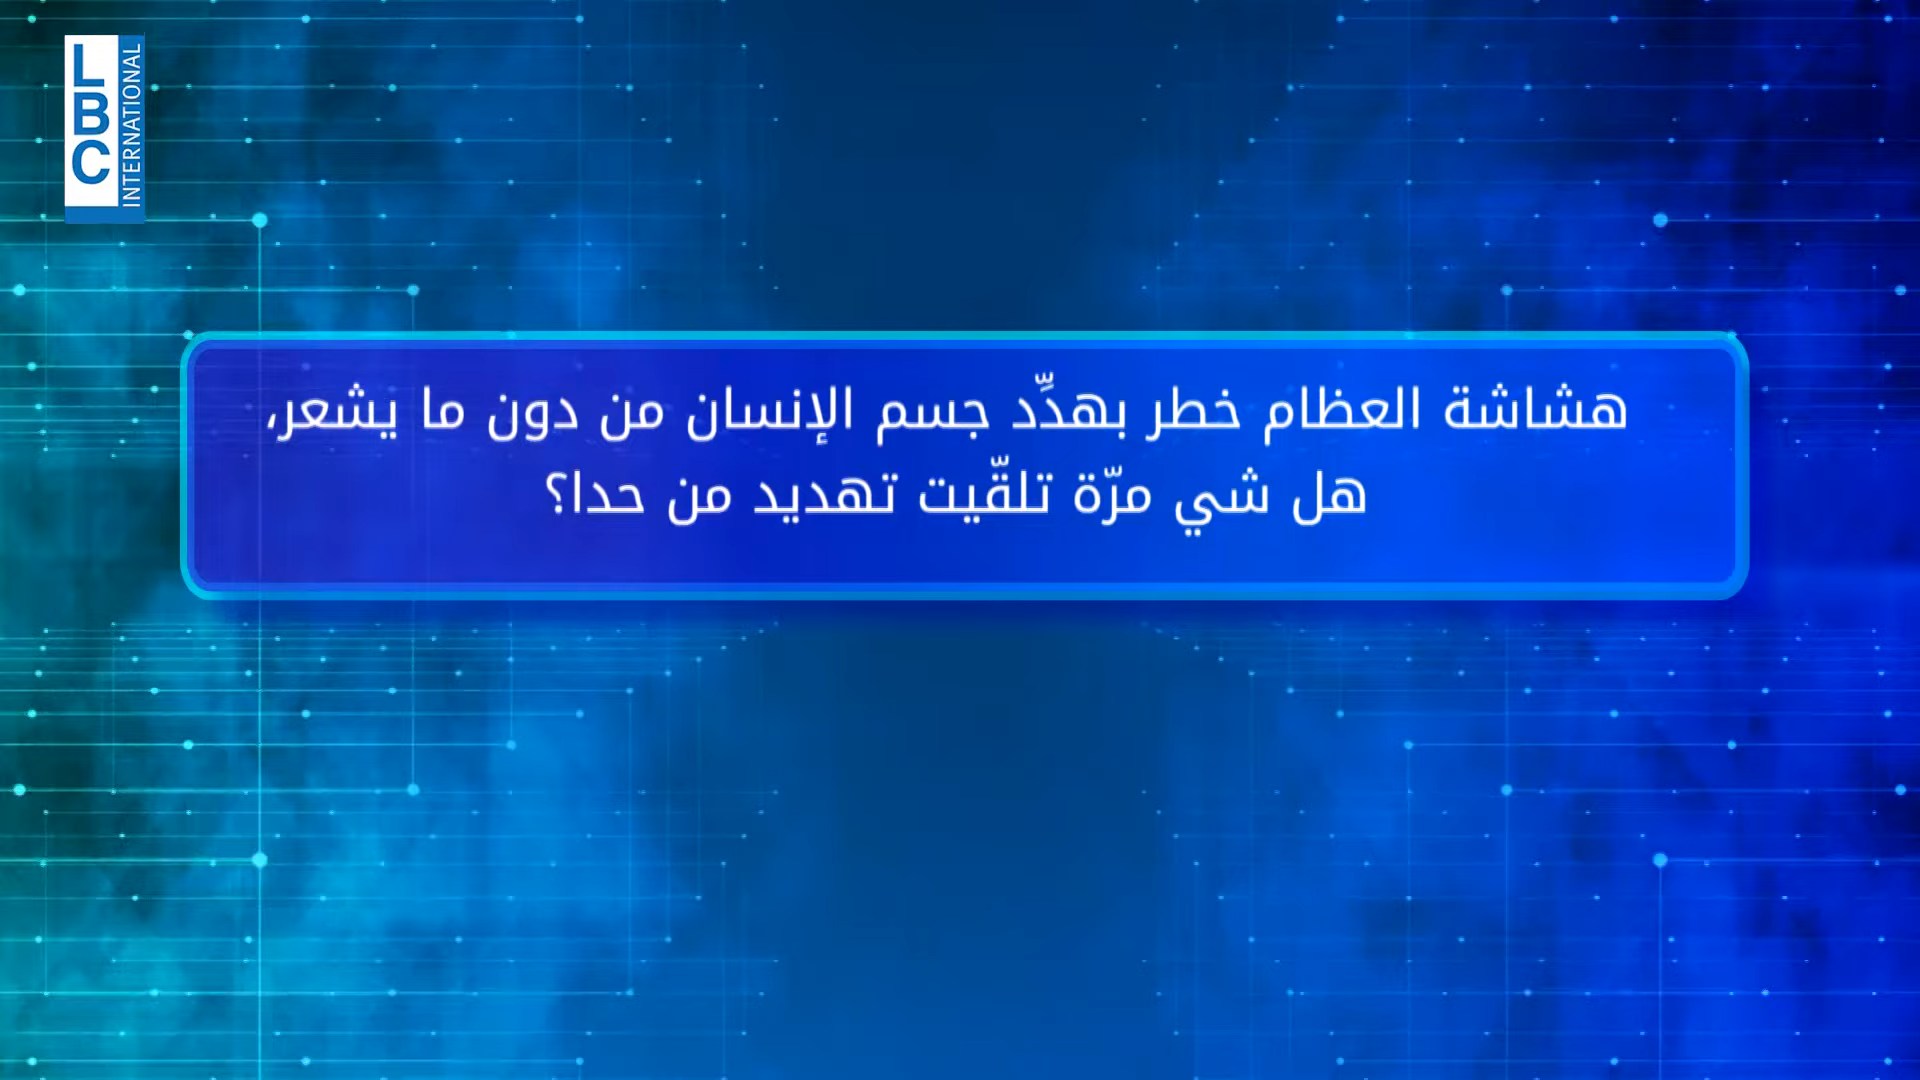 LBC
INTERNATIONAL
هشاشة العظام خطر بهدِّد جسم الإنسان من دون ما يشعر،
هل شي مرّة تلقّيت تهديد من حدا؟